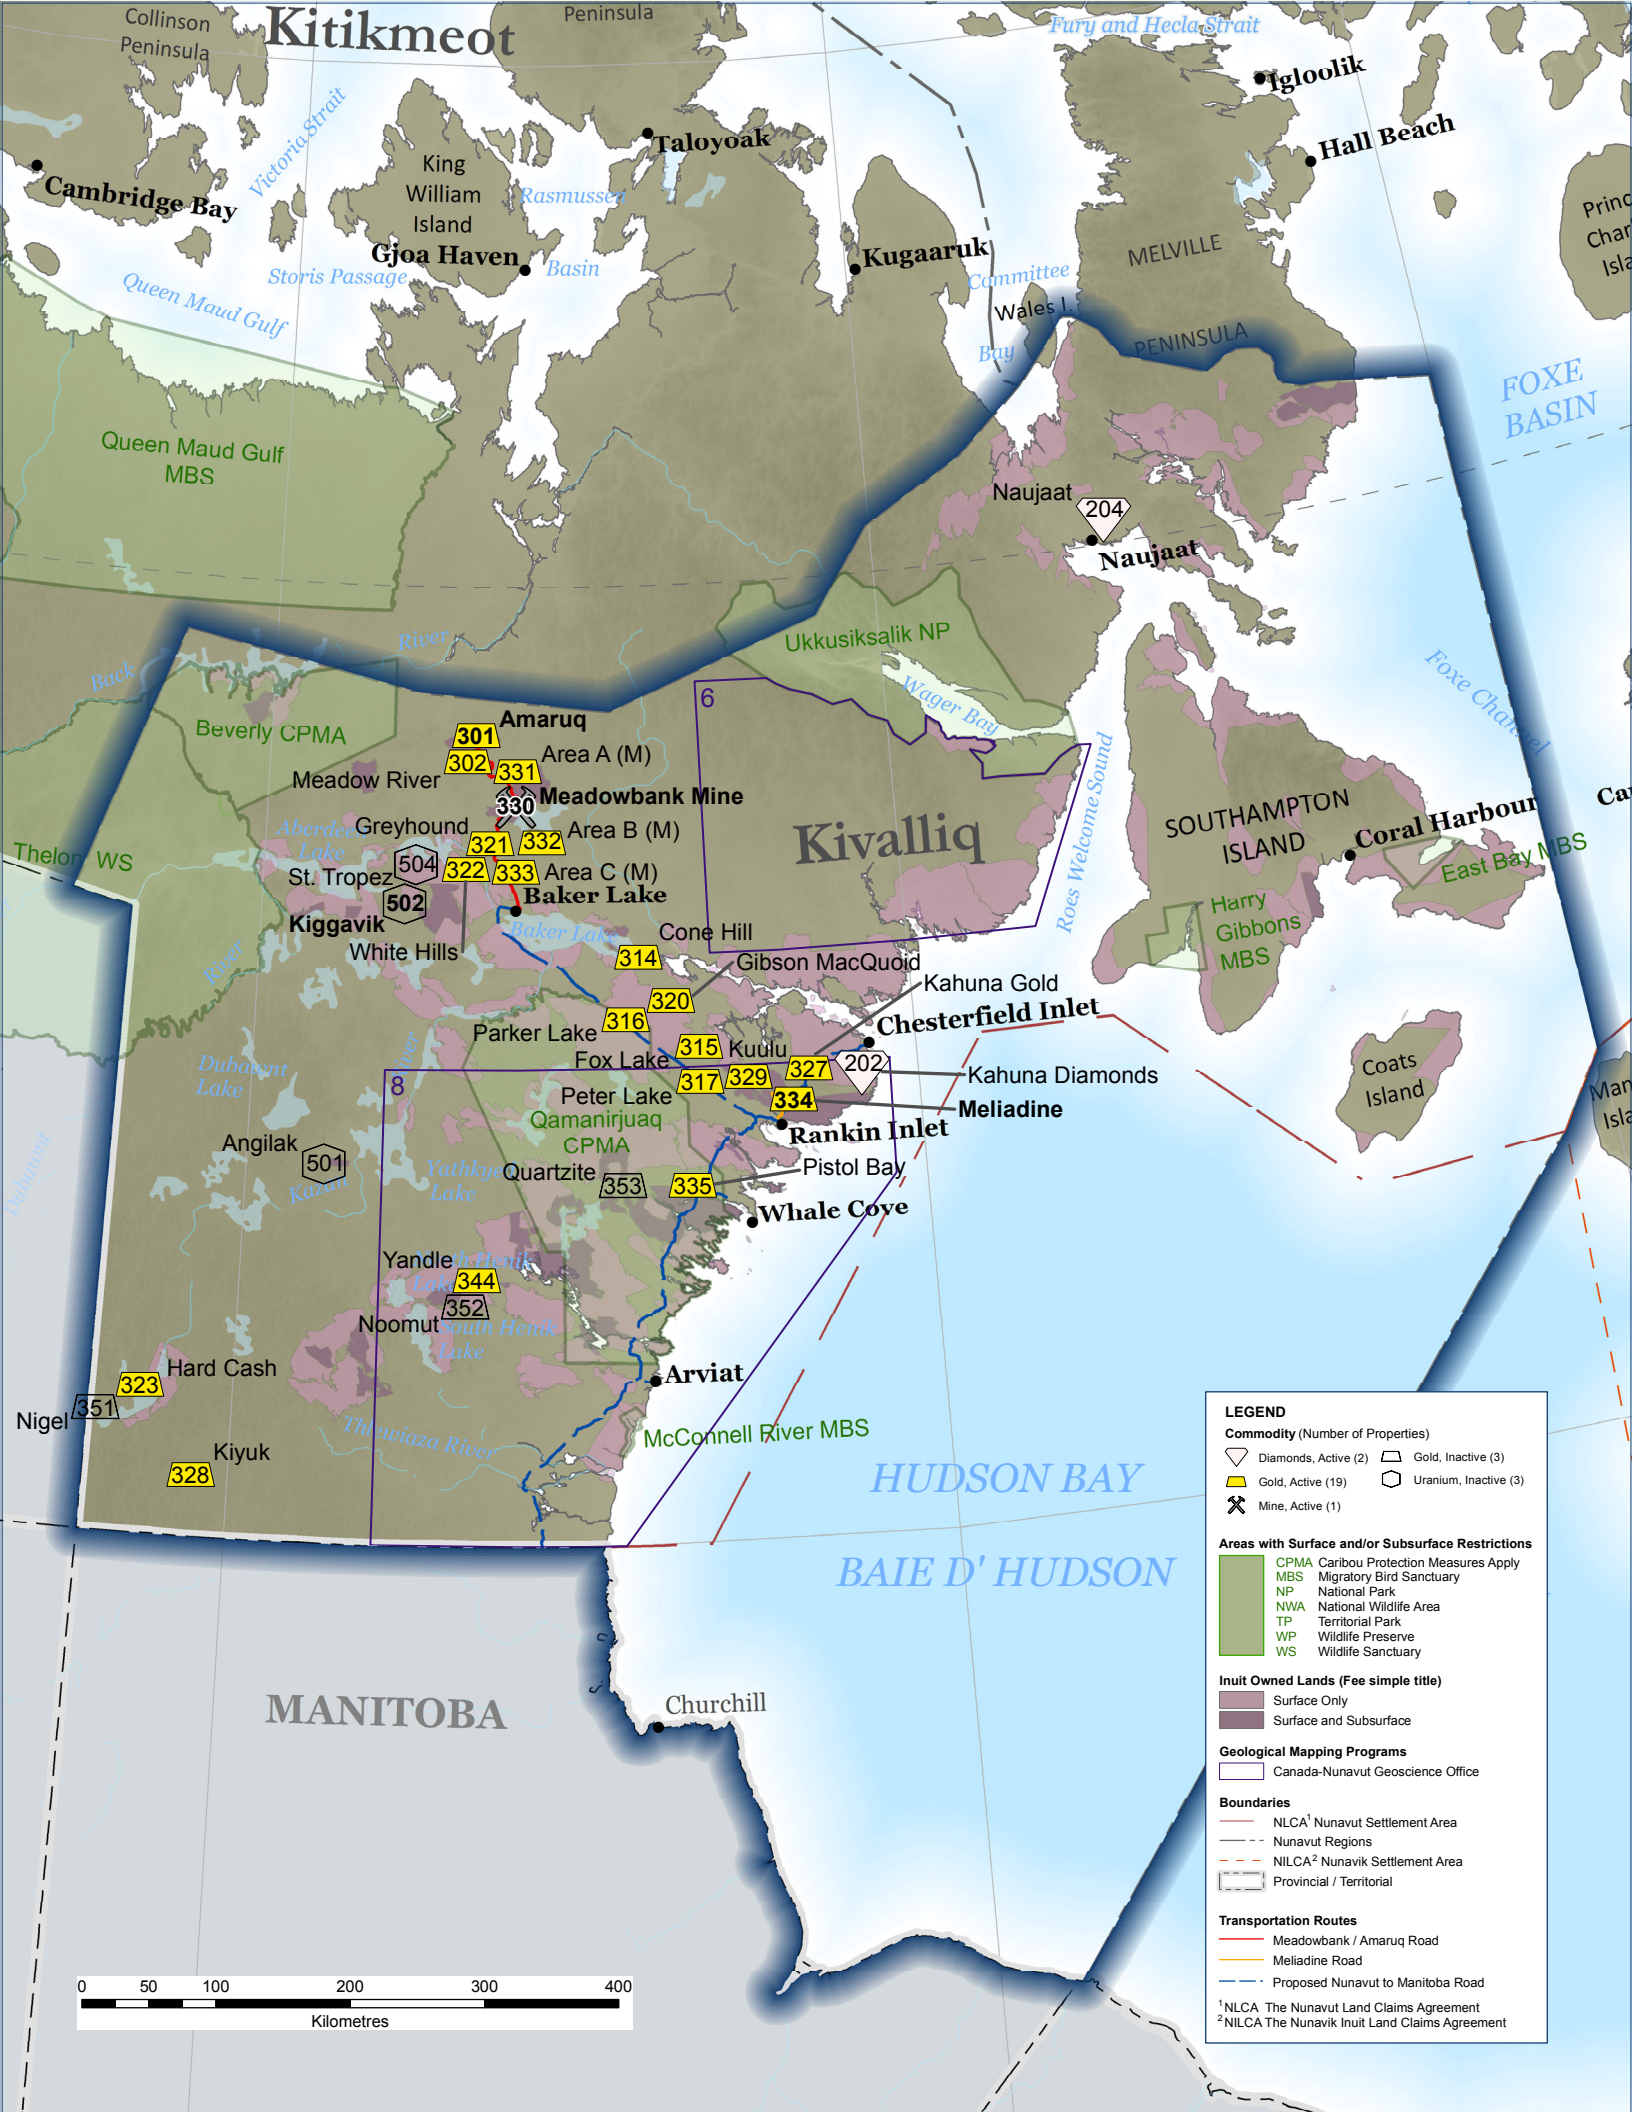 Collinson
Peninsula
Kitikmeot
Peninsula
Fury and Hecla Strait
Igloolik
Hall Beach
Victoria Strait
Taloyoak
King
William
Island
Rasmussen
Basin
Cambridge Bay
Gjoa Haven
Storis Passage
Queen Maud Gulf
Kugaaruk
Committee
Bay
Wales I.
MELVILLE
PENINSULA
FOXE
BASIN
Queen Maud Gulf
MBS
Naujaat
204
Naujaat
Ukkusiksalik NP
Wager Bay
Back
River
6
Beverly CPMA
Amaruq
301
302
331
Area A (M)
Meadow River
330
Meadowbank Mine
Greyhound
321
332
Area B (M)
Aberdeen
Lake
504
St. Tropez
322
333
Area C (M)
502
Kiggavik
Baker Lake
Baker Lake
White Hills
Thelon WS
River
Kivalliq
Roes Welcome Sound
Foxe Channel
SOUTHAMPTON
ISLAND
Coral Harbour
East Bay MBS
Harry
Gibbons
MBS
Cone Hill
314
Gibson MacQuoid
320
Kahuna Gold
316
Parker Lake
Chesterfield Inlet
315
Kuulu
Fox Lake
202
327
317
329
Kahuna Diamonds
Peter Lake
334
Meliadine
Rankin Inlet
8
Qamanirjuaq
CPMA
Dubawnt
Lake
River
Coats
Island
Angilak
501
Kazan
Dubawnt
Yathkyed
Lake
Quartzite
353
335
Pistol Bay
Whale Cove
Yandle
344
352
Noomut
South Henik
Lake
Hard Cash
323
351
Nigel
Arviat
Thlewiaza River
McConnell River MBS
Kiyuk
328
HUDSON BAY
BAIE D' HUDSON
MANITOBA
Churchill
0 50 100 200 300 400
Kilometres
LEGEND
Commodity (Number of Properties)
Diamonds, Active (2)
Gold, Inactive (3)
Gold, Active (19)
Uranium, Inactive (3)
Mine, Active (1)
Areas with Surface and/or Subsurface Restrictions
CPMA Caribou Protection Measures Apply
MBS Migratory Bird Sanctuary
NP National Park
NWA National Wildlife Area
TP Territorial Park
WP Wildlife Preserve
WS Wildlife Sanctuary
Inuit Owned Lands (Fee simple title)
Surface Only
Surface and Subsurface
Geological Mapping Programs
Canada-Nunavut Geoscience Office
Boundaries
NLCA1 Nunavut Settlement Area
Nunavut Regions
NILCA2 Nunavik Settlement Area
Provincial / Territorial
Transportation Routes
Meadowbank / Amaruq Road
Meliadine Road
Proposed Nunavut to Manitoba Road
1NLCA The Nunavut Land Claims Agreement
2NILCA The Nunavik Inuit Land Claims Agreement